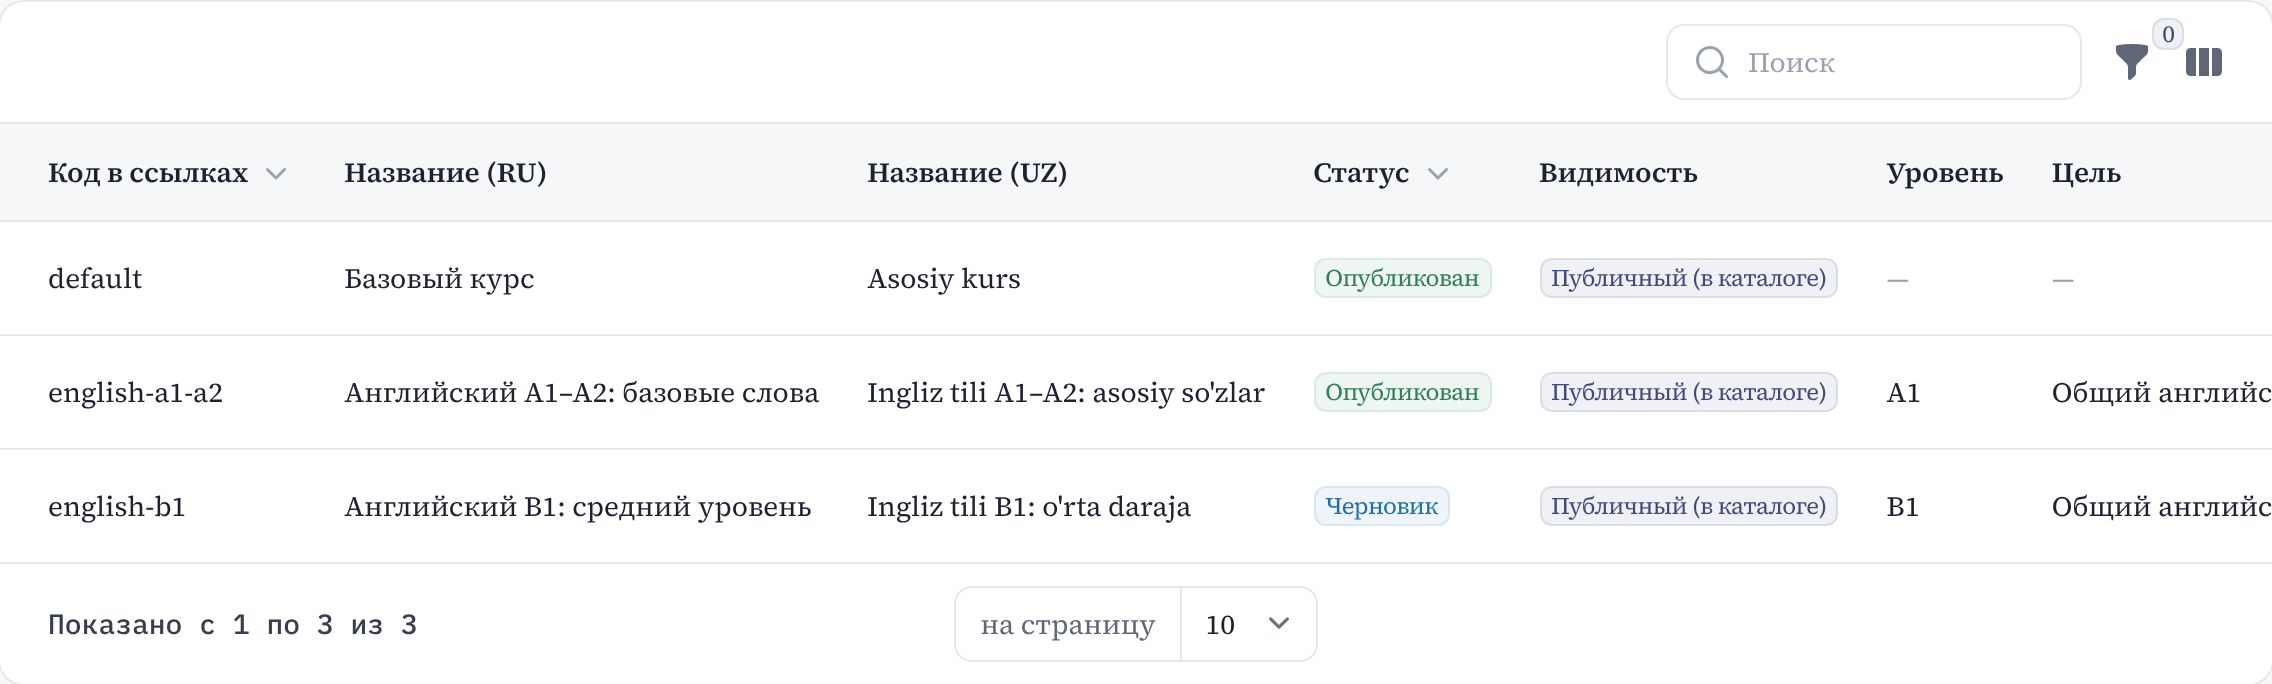 Поиск
0
Код в ссылках Название (RU) Название (UZ) Статус Видимость Уровень Цель
default Базовый курс Asosiy kurs Опубликован Публичный (в каталоге) — —
english-a1-a2 Английский A1–A2: базовые слова Ingliz tili A1–A2: asosiy so'zlar Опубликован Публичный (в каталоге) A1 Общий английс
english-b1 Английский B1: средний уровень Ingliz tili B1: o'rta daraja Черновик Публичный (в каталоге) B1 Общий английс
Показано с 1 по 3 из 3 на страницу 10